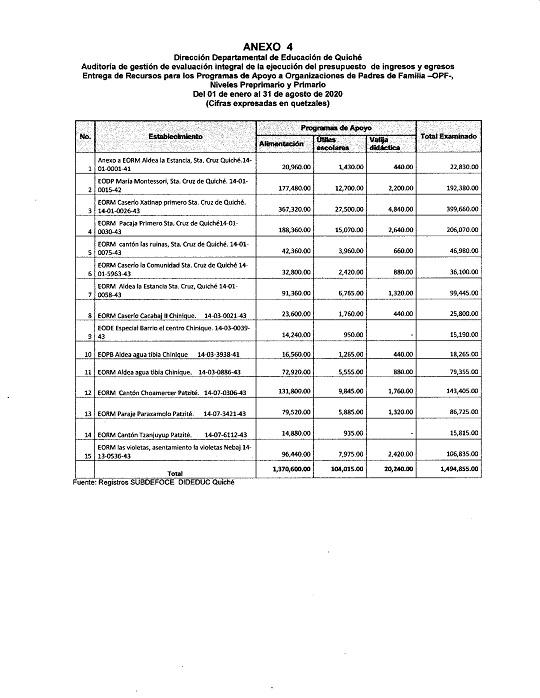 ANEXO 4
Dirección Departamental de Educación de Quiché
Auditoría de gestión de evaluación integral de la ejecución del presupuesto de ingresos y egresos
Entrega de Recursos para los Programas de Apoyo a Organizaciones de Padres de Familia –OPF-,
Niveles Preprimario y Primario
Del 01 de enero al 31 de agosto de 2020
(Cifras expresadas en quetzales)
No. Establecimiento Programas de Apoyo Total Examinado
Alimentación Útiles escolares Valija didáctica
Anexo a EORM Aldea la Estancia, Sta. Cruz Quiché.14-
1 01-0001-41 20,960.00 1,430.00 440.00 22,830.00
EODP María Montessori, Sta. Cruz de Quiché. 14-01-
2 0015-42 177,480.00 12,700.00 2,200.00 192,380.00
EORM Caserío Xatinap primero Sta. Cruz de Quiché.
3 14-01-0026-43 367,320.00 27,500.00 4,840.00 399,660.00
EORM Pacaja Primero Sta. Cruz de Quiché14-01-
4 0030-43 188,360.00 15,070.00 2,640.00 206,070.00
EORM cantón las ruinas, Sta. Cruz de Quiché. 14-01-
5 0075-43 42,360.00 3,960.00 660.00 46,980.00
EORM Caserío la Comunidad Sta. Cruz de Quiché 14-
6 01-5963-43 32,800.00 2,420.00 880.00 36,100.00
EORM Aldea la Estancia Sta. Cruz, Quiché 14-01-
7 0058-43 91,360.00 6,765.00 1,320.00 99,445.00
8 EORM Caserío Cacabaj II Chinique. 14-03-0021-43 23,600.00 1,760.00 440.00 25,800.00
EODE Especial Barrio el centro Chinique. 14-03-0039-
9 43 14,240.00 950.00 - 15,190.00
10 EDPB Aldea agua tibia Chinique 14-03-3938-41 16,560.00 1,265.00 440.00 18,265.00
11 EORM Aldea agua tibia Chinique. 14-03-0886-43 72,920.00 5,555.00 880.00 79,355.00
12 EORM Cantón Choamercer Patzité. 14-07-0306-43 131,800.00 9,845.00 1,760.00 143,405.00
13 EORM Paraje Paraxamolo Patzité. 14-07-3421-43 79,520.00 5,885.00 1,320.00 86,725.00
14 EORM Cantón Tzanjuyup Patzité. 14-07-6112-43 14,880.00 935.00 - 15,815.00
EORM las violetas, asentamiento la violetas Nebaj 14-
15 13-0536-43 96,440.00 7,975.00 2,420.00 106,835.00
Total 1,370,600.00 104,015.00 20,240.00 1,494,855.00
Fuente: Registros SUBDEFOCE DIDEDUC Quiché